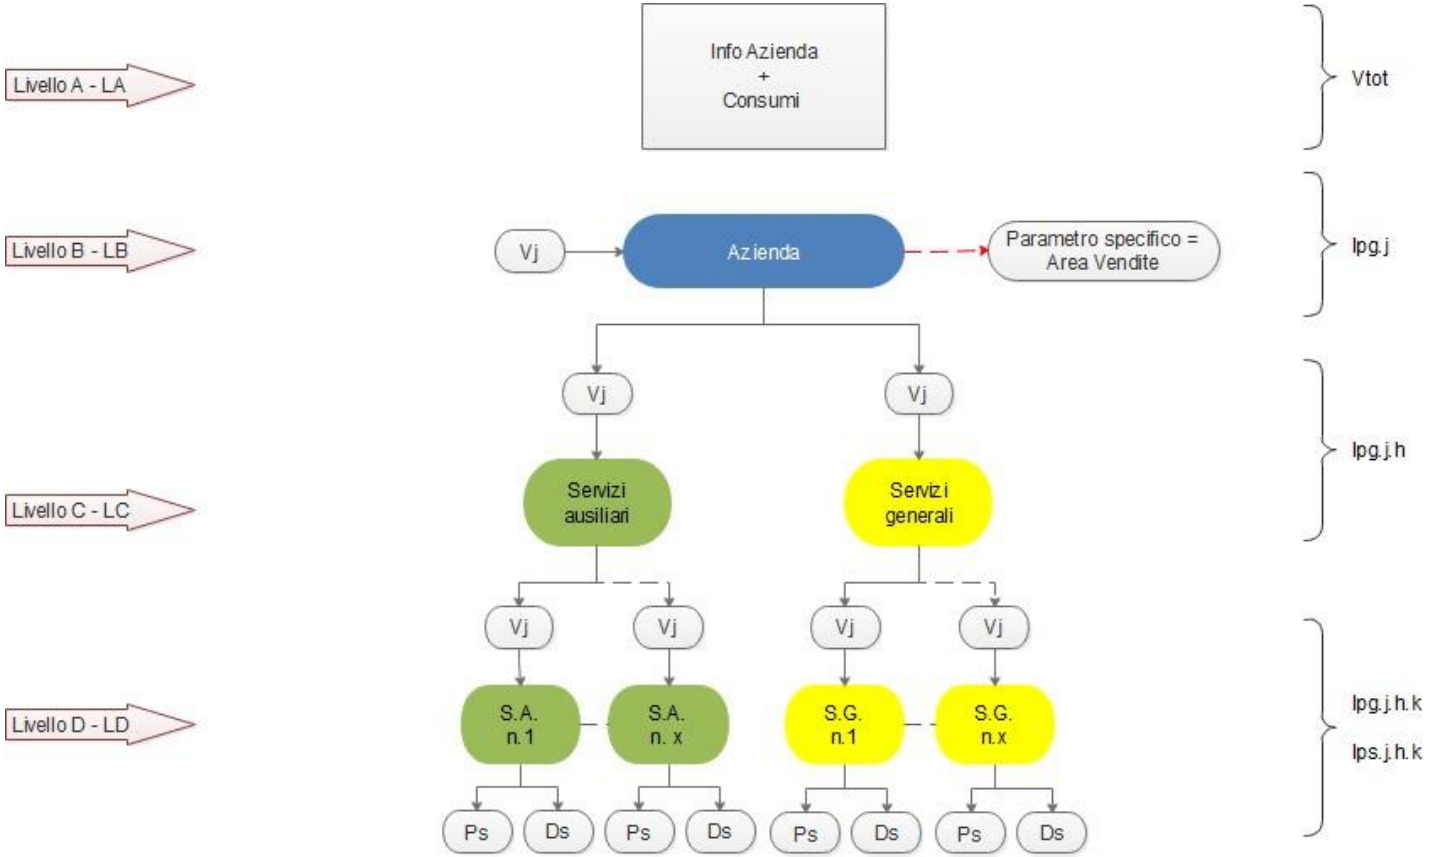 Info Azienda
+
Consumi
Livello A - LA
Vtot
Livello B - LB
Vj
Azienda
Parametro specifico =
Area Vendite
Ipg.j
Vj
Vj
Ipg.j.h
Livello C - LC
Servizi
ausiliari
Servizi
generali
Vj
Vj
Vj
Vj
Livello D - LD
S.A.
n.1
S.A.
n. x
S.G.
n.1
S.G.
n.x
Ipg.j.h.k
Ips.j.h.k
Ps
Ds
Ps
Ds
Ps
Ds
Ps
Ds